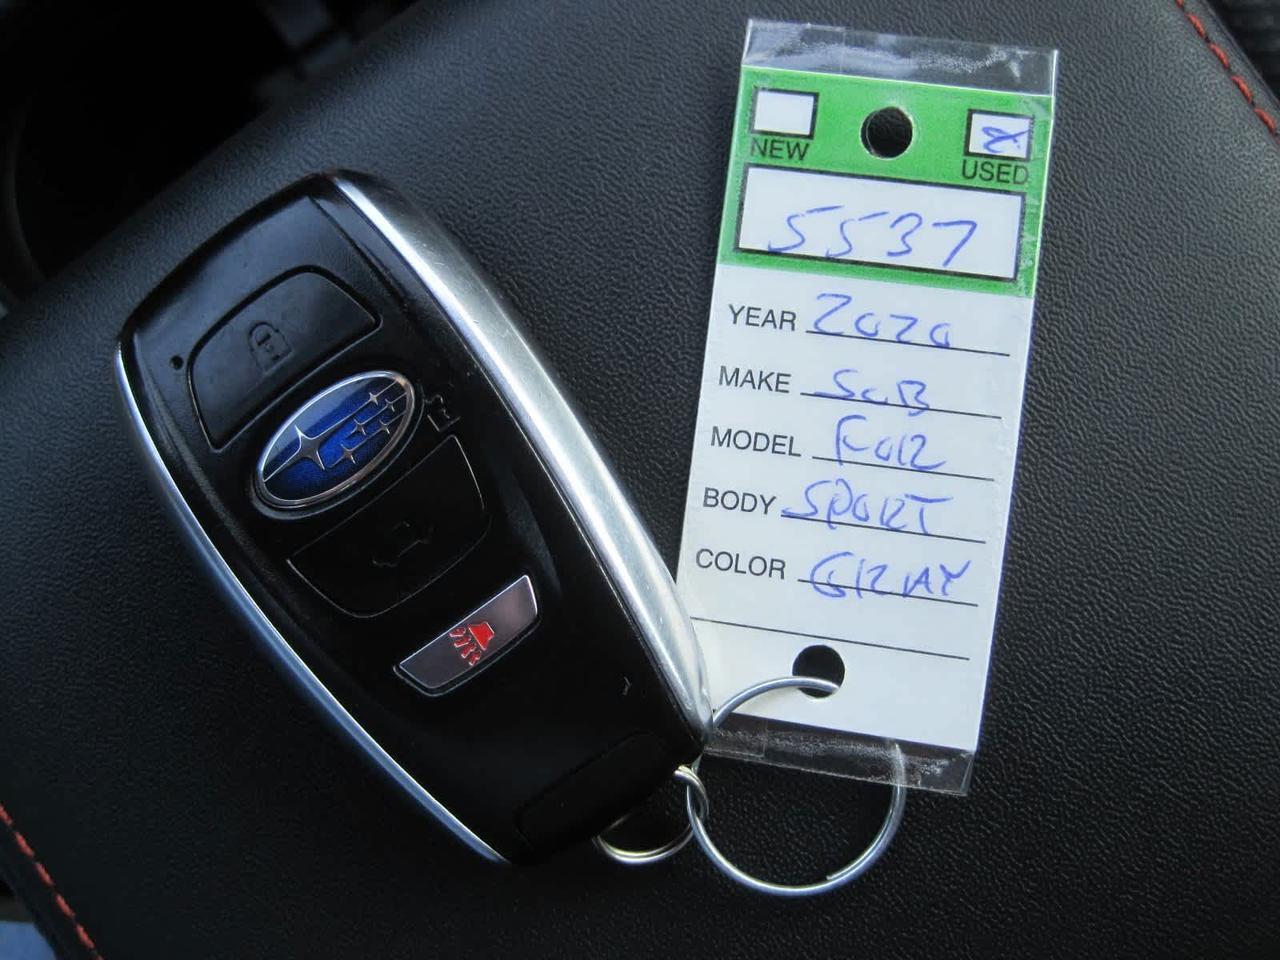 NEW USED
5537
YEAR 2020
MAKE SUB
MODEL FOR
BODY SPORT
COLOR GRAY